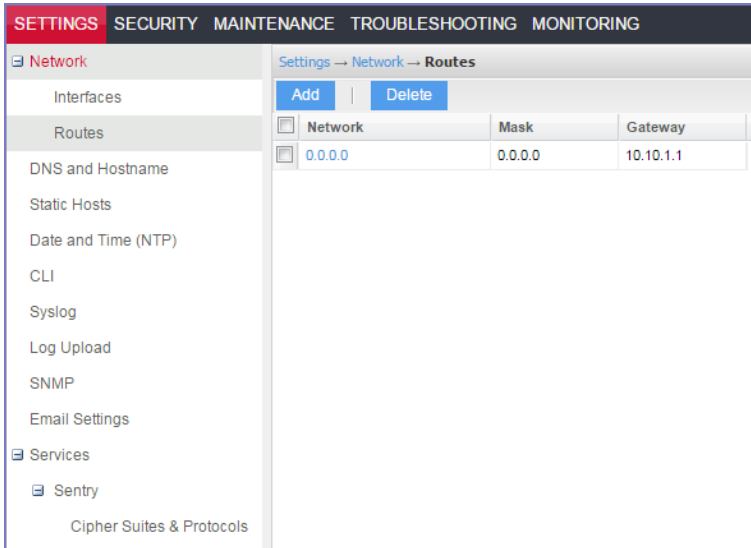 SETTINGS SECURITY MAINTENANCE TROUBLESHOOTING MONITORING
Network
Interfaces
Routes
DNS and Hostname
Static Hosts
Date and Time (NTP)
CLI
Syslog
Log Upload
SNMP
Email Settings
Services
Sentry
Cipher Suites & Protocols
Settings → Network → Routes
Add | Delete
Network Mask Gateway
0.0.0.0 0.0.0.0 10.10.1.1